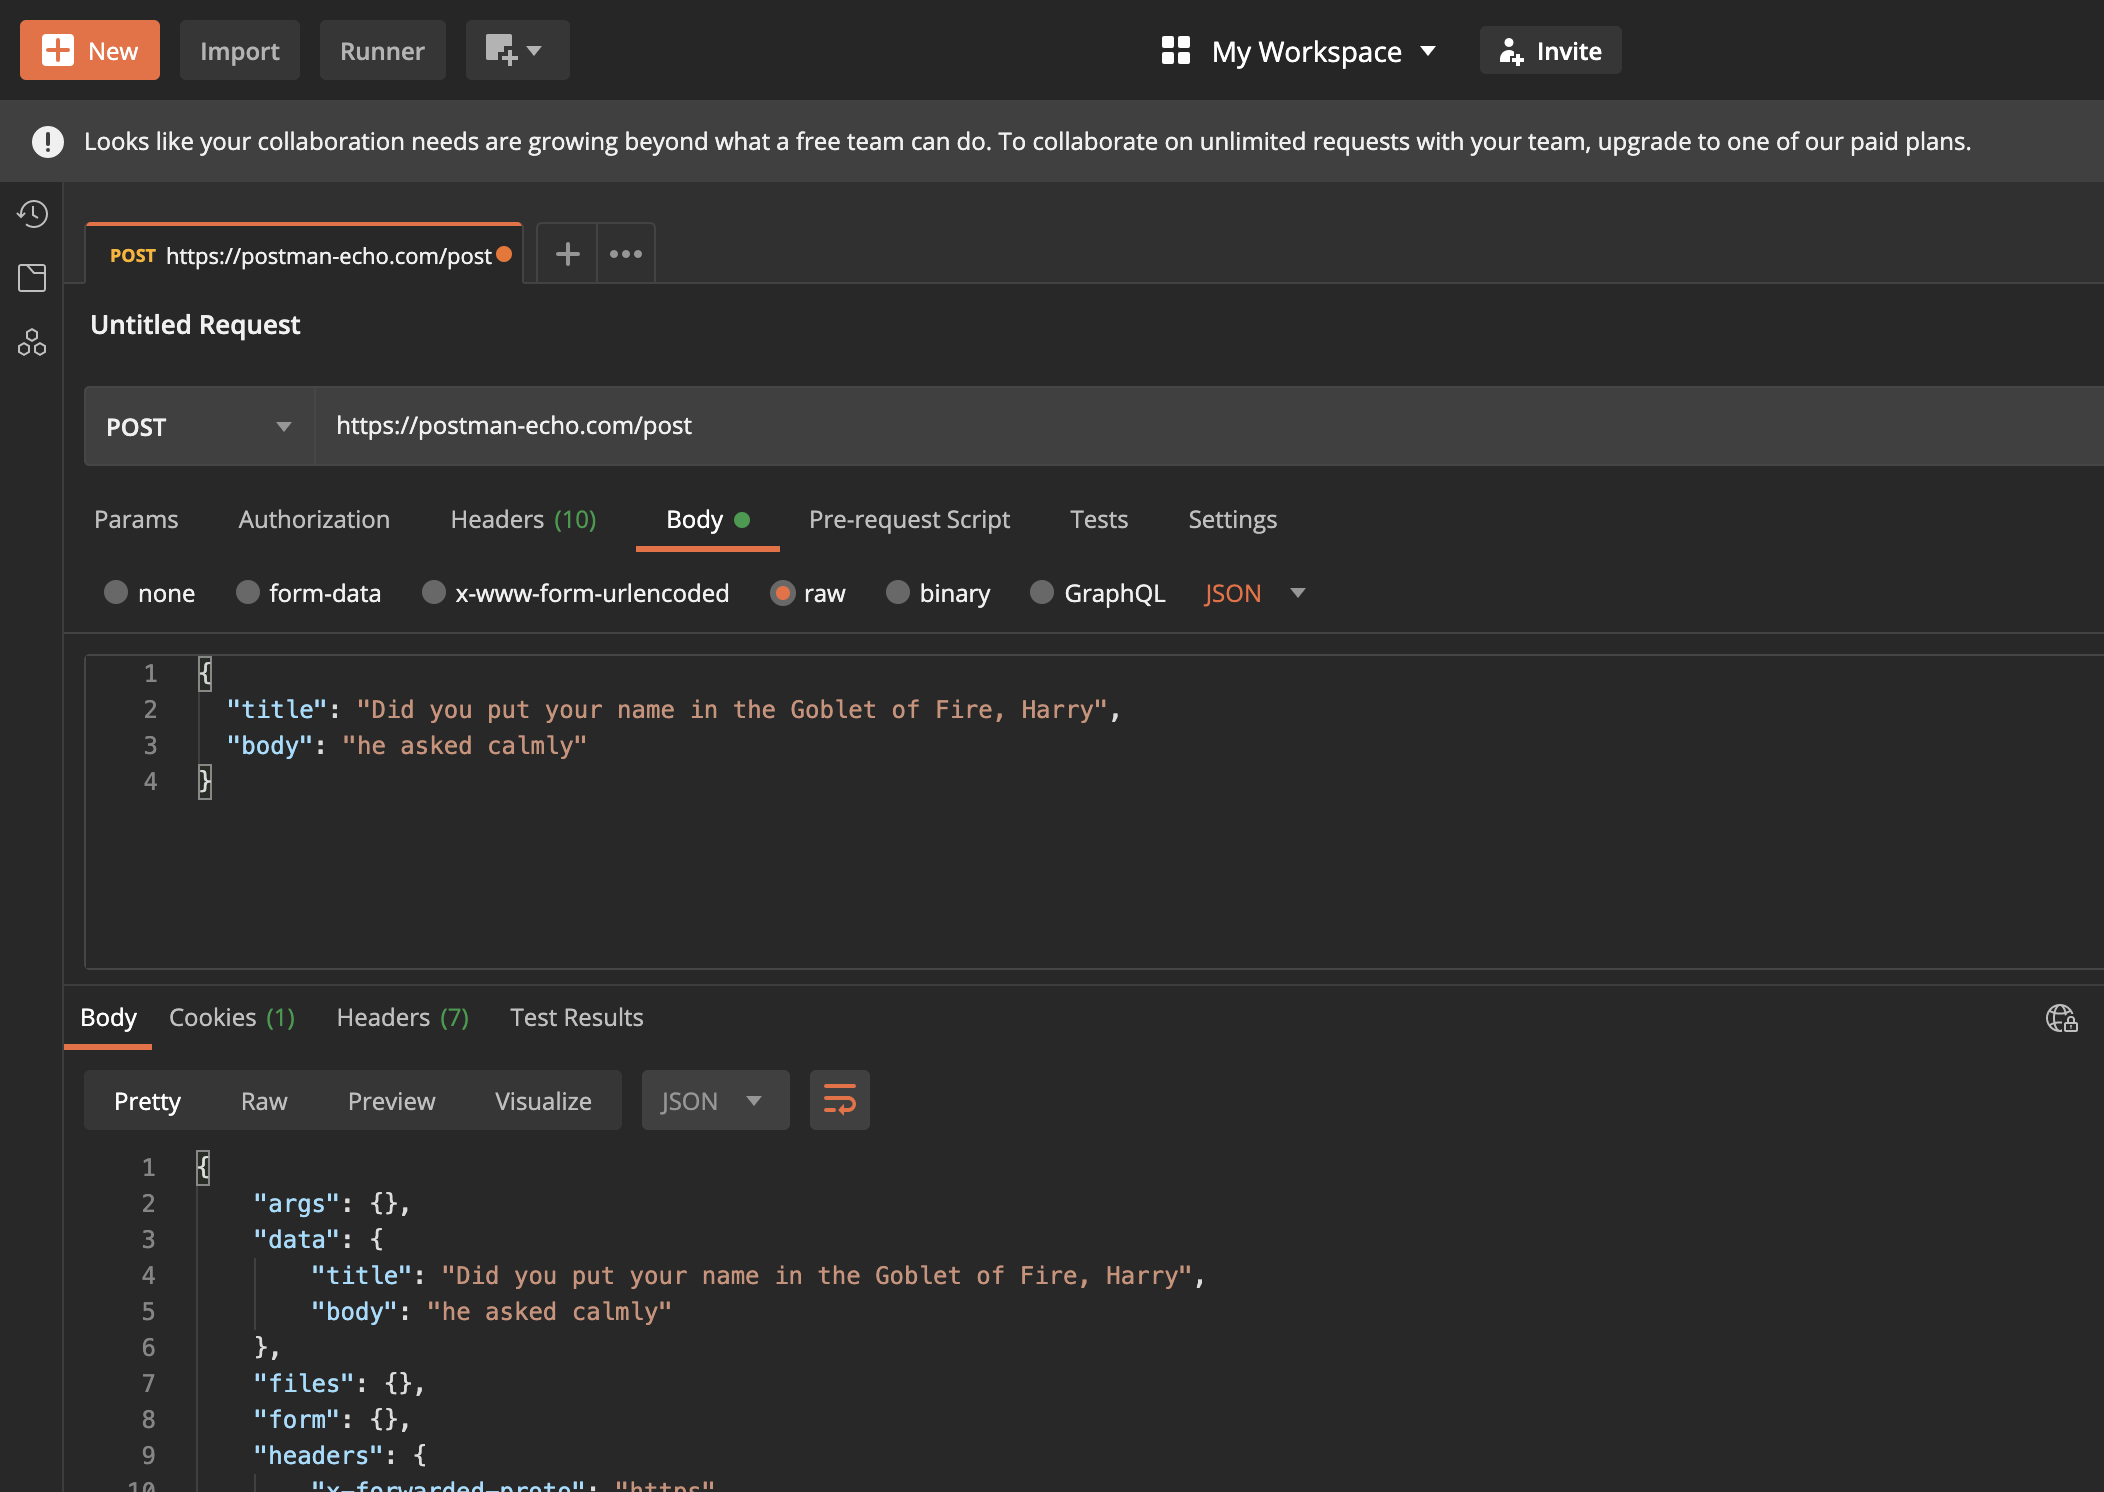 New Import Runner My Workspace Invite
Looks like your collaboration needs are growing beyond what a free team can do. To collaborate on unlimited requests with your team, upgrade to one of our paid plans.
POST https://postman-echo.com/post
Untitled Request
POST https://postman-echo.com/post
Params Authorization Headers (10) Body Pre-request Script Tests Settings
none form-data x-www-form-urlencoded raw binary GraphQL JSON
1 {
2 "title": "Did you put your name in the Goblet of Fire, Harry",
3 "body": "he asked calmly"
4 }
Body Cookies (1) Headers (7) Test Results
Pretty Raw Preview Visualize JSON
1 {
2 "args": {},
3 "data": {
4 "title": "Did you put your name in the Goblet of Fire, Harry",
5 "body": "he asked calmly"
6 },
7 "files": {},
8 "form": {},
9 "headers": {
10 "x-forwarded-proto": "https"